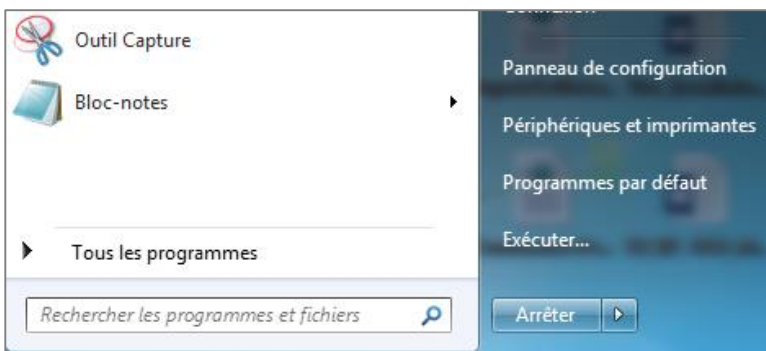 Outil Capture
Bloc-notes
Tous les programmes
Rechercher les programmes et fichiers
Panneau de configuration
Périphériques et imprimantes
Programmes par défaut
Exécuter...
Arrêter